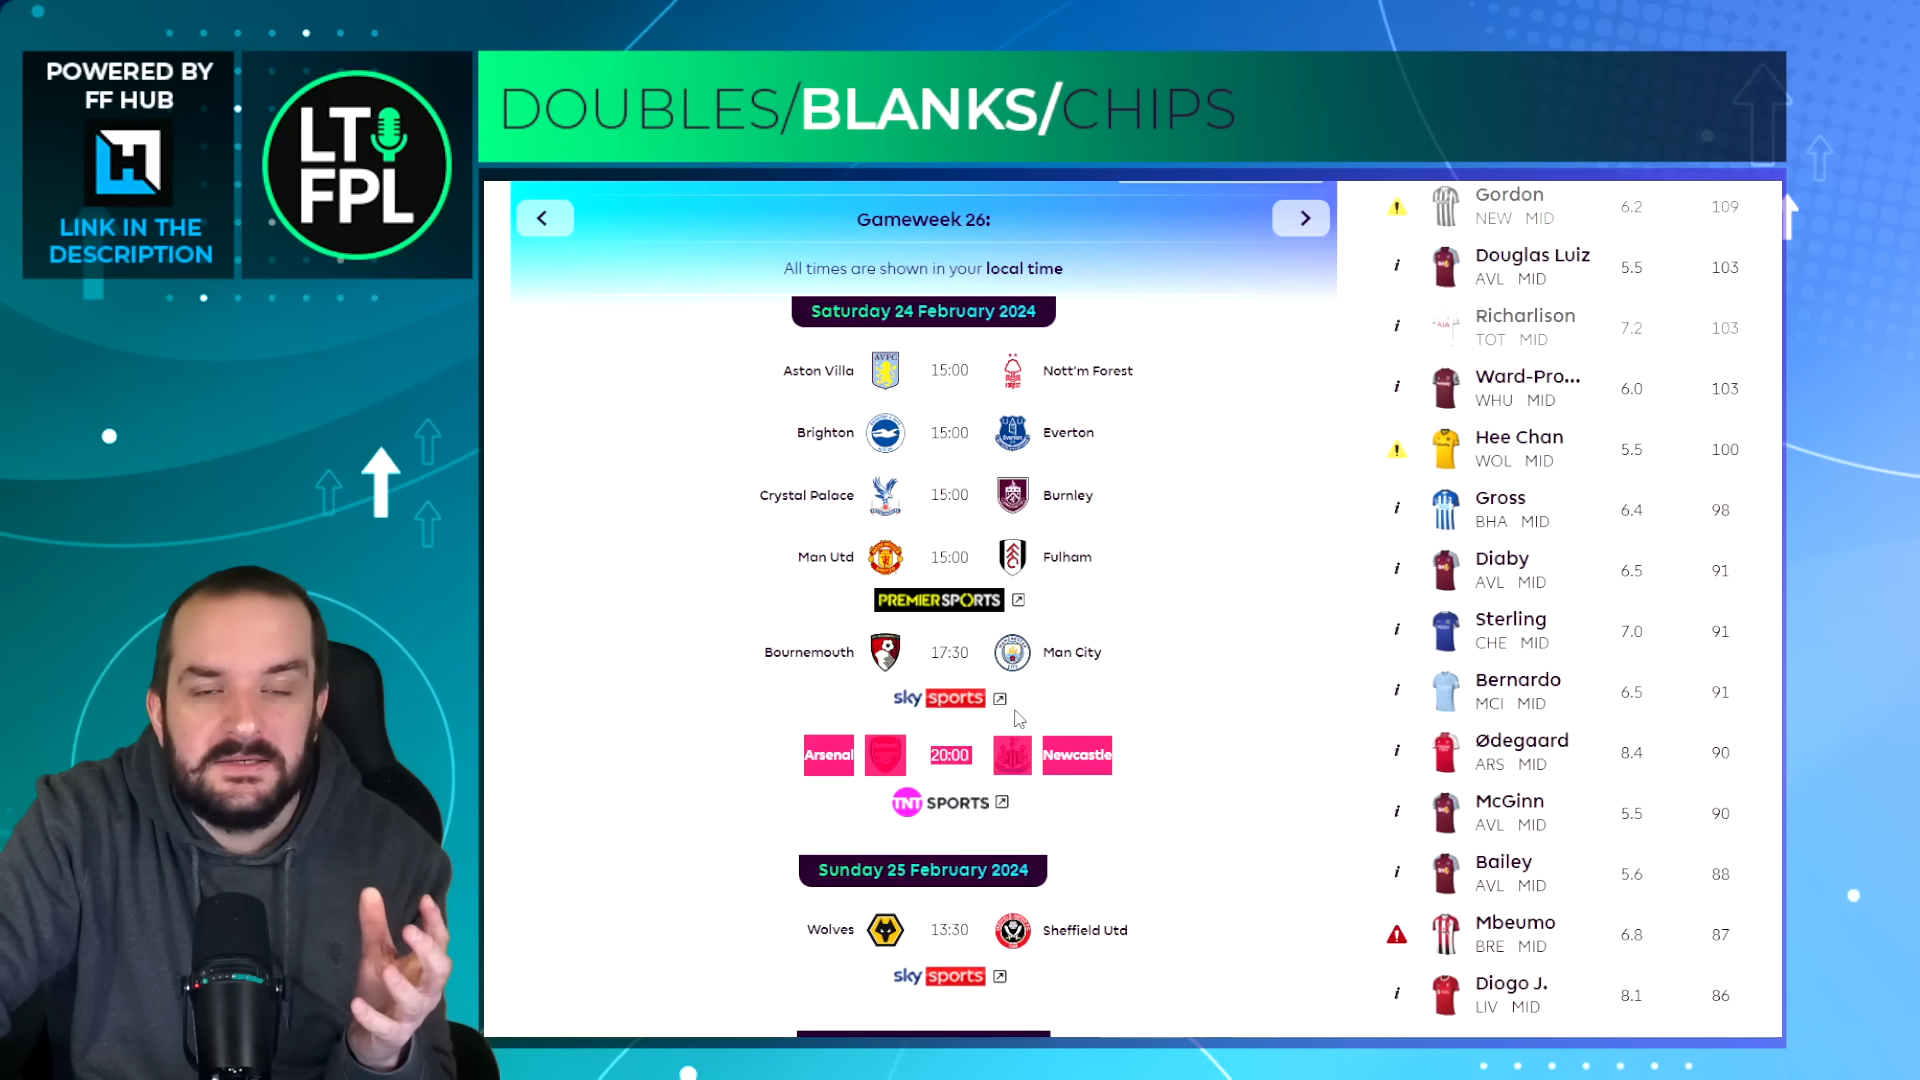 POWERED BY
FF HUB
LINK IN THE
DESCRIPTION
LT
FPL
DOUBLES/BLANKS/CHIPS
Gameweek 26:
All times are shown in your local time
Saturday 24 February 2024
Aston Villa 15:00 Nott'm Forest
Brighton 15:00 Everton
Crystal Palace 15:00 Burnley
Man Utd 15:00 Fulham
PREMIER SPORTS
Bournemouth 17:30 Man City
sky sports
Arsenal 20:00 Newcastle
TNT SPORTS
Sunday 25 February 2024
Wolves 13:30 Sheffield Utd
sky sports
Gordon
NEW MID
6.2 109
Douglas Luiz
AVL MID
5.5 103
Richarlison
TOT MID
7.2 103
Ward-Pro...
WHU MID
6.0 103
Hee Chan
WOL MID
5.5 100
Gross
BHA MID
6.4 98
Diaby
AVL MID
6.5 91
Sterling
CHE MID
7.0 91
Bernardo
MCI MID
6.5 91
Ødegaard
ARS MID
8.4 90
McGinn
AVL MID
5.5 90
Bailey
AVL MID
5.6 88
Mbeumo
BRE MID
6.8 87
Diogo J.
LIV MID
8.1 86